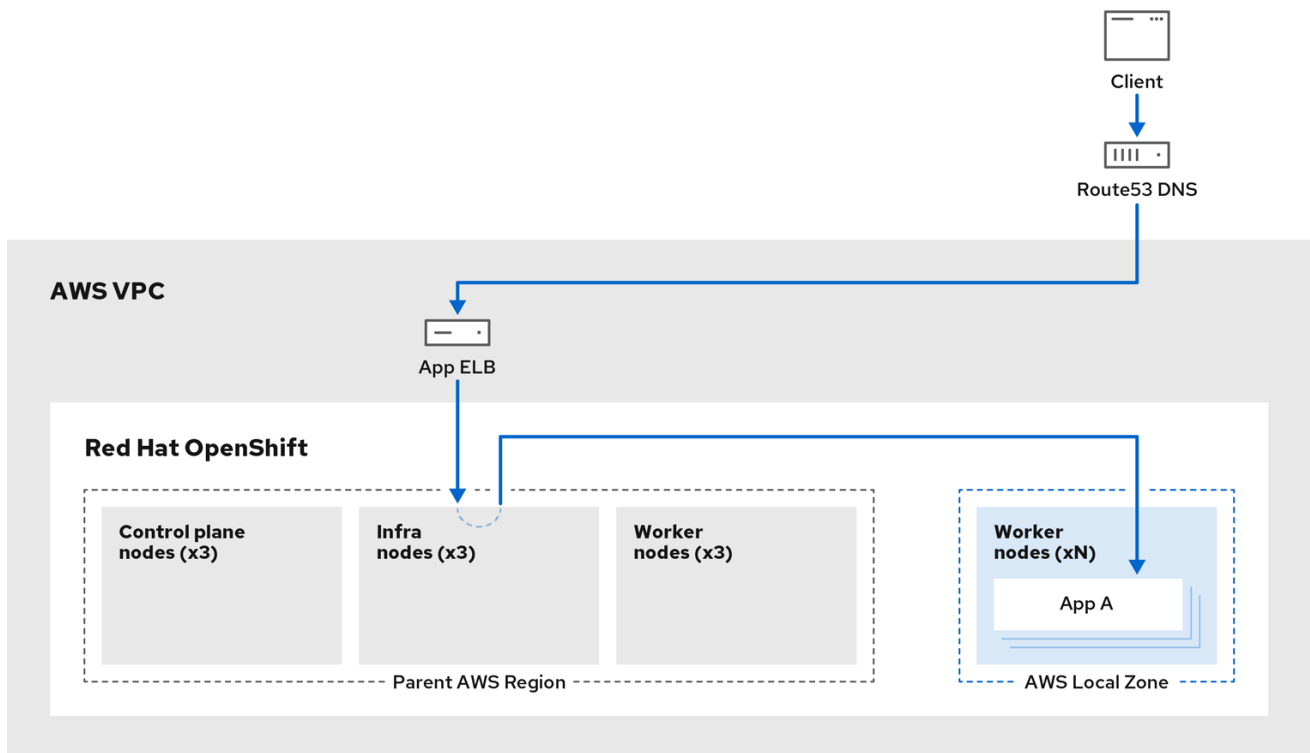 Client
Route53 DNS
AWS VPC
App ELB
Red Hat OpenShift
Control plane
nodes (x3)
Infra
nodes (x3)
Worker
nodes (x3)
Worker
nodes (xN)
App A
Parent AWS Region
AWS Local Zone